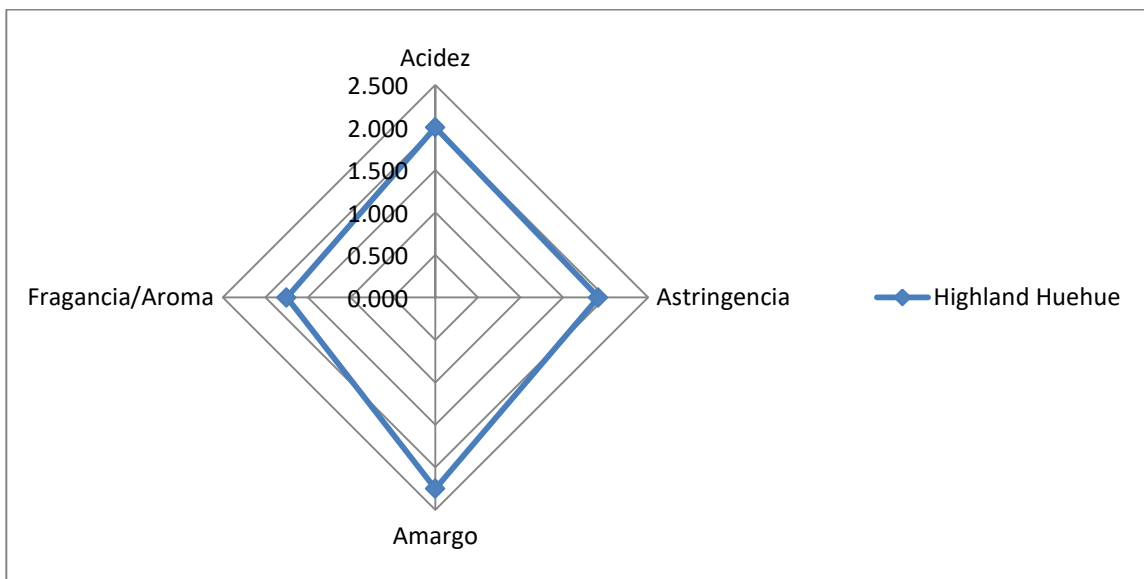 Acidez
2.500
2.000
1.500
1.000
0.500
0.000
Fragancia/Aroma
Astringencia
Highland Huehue
Amargo